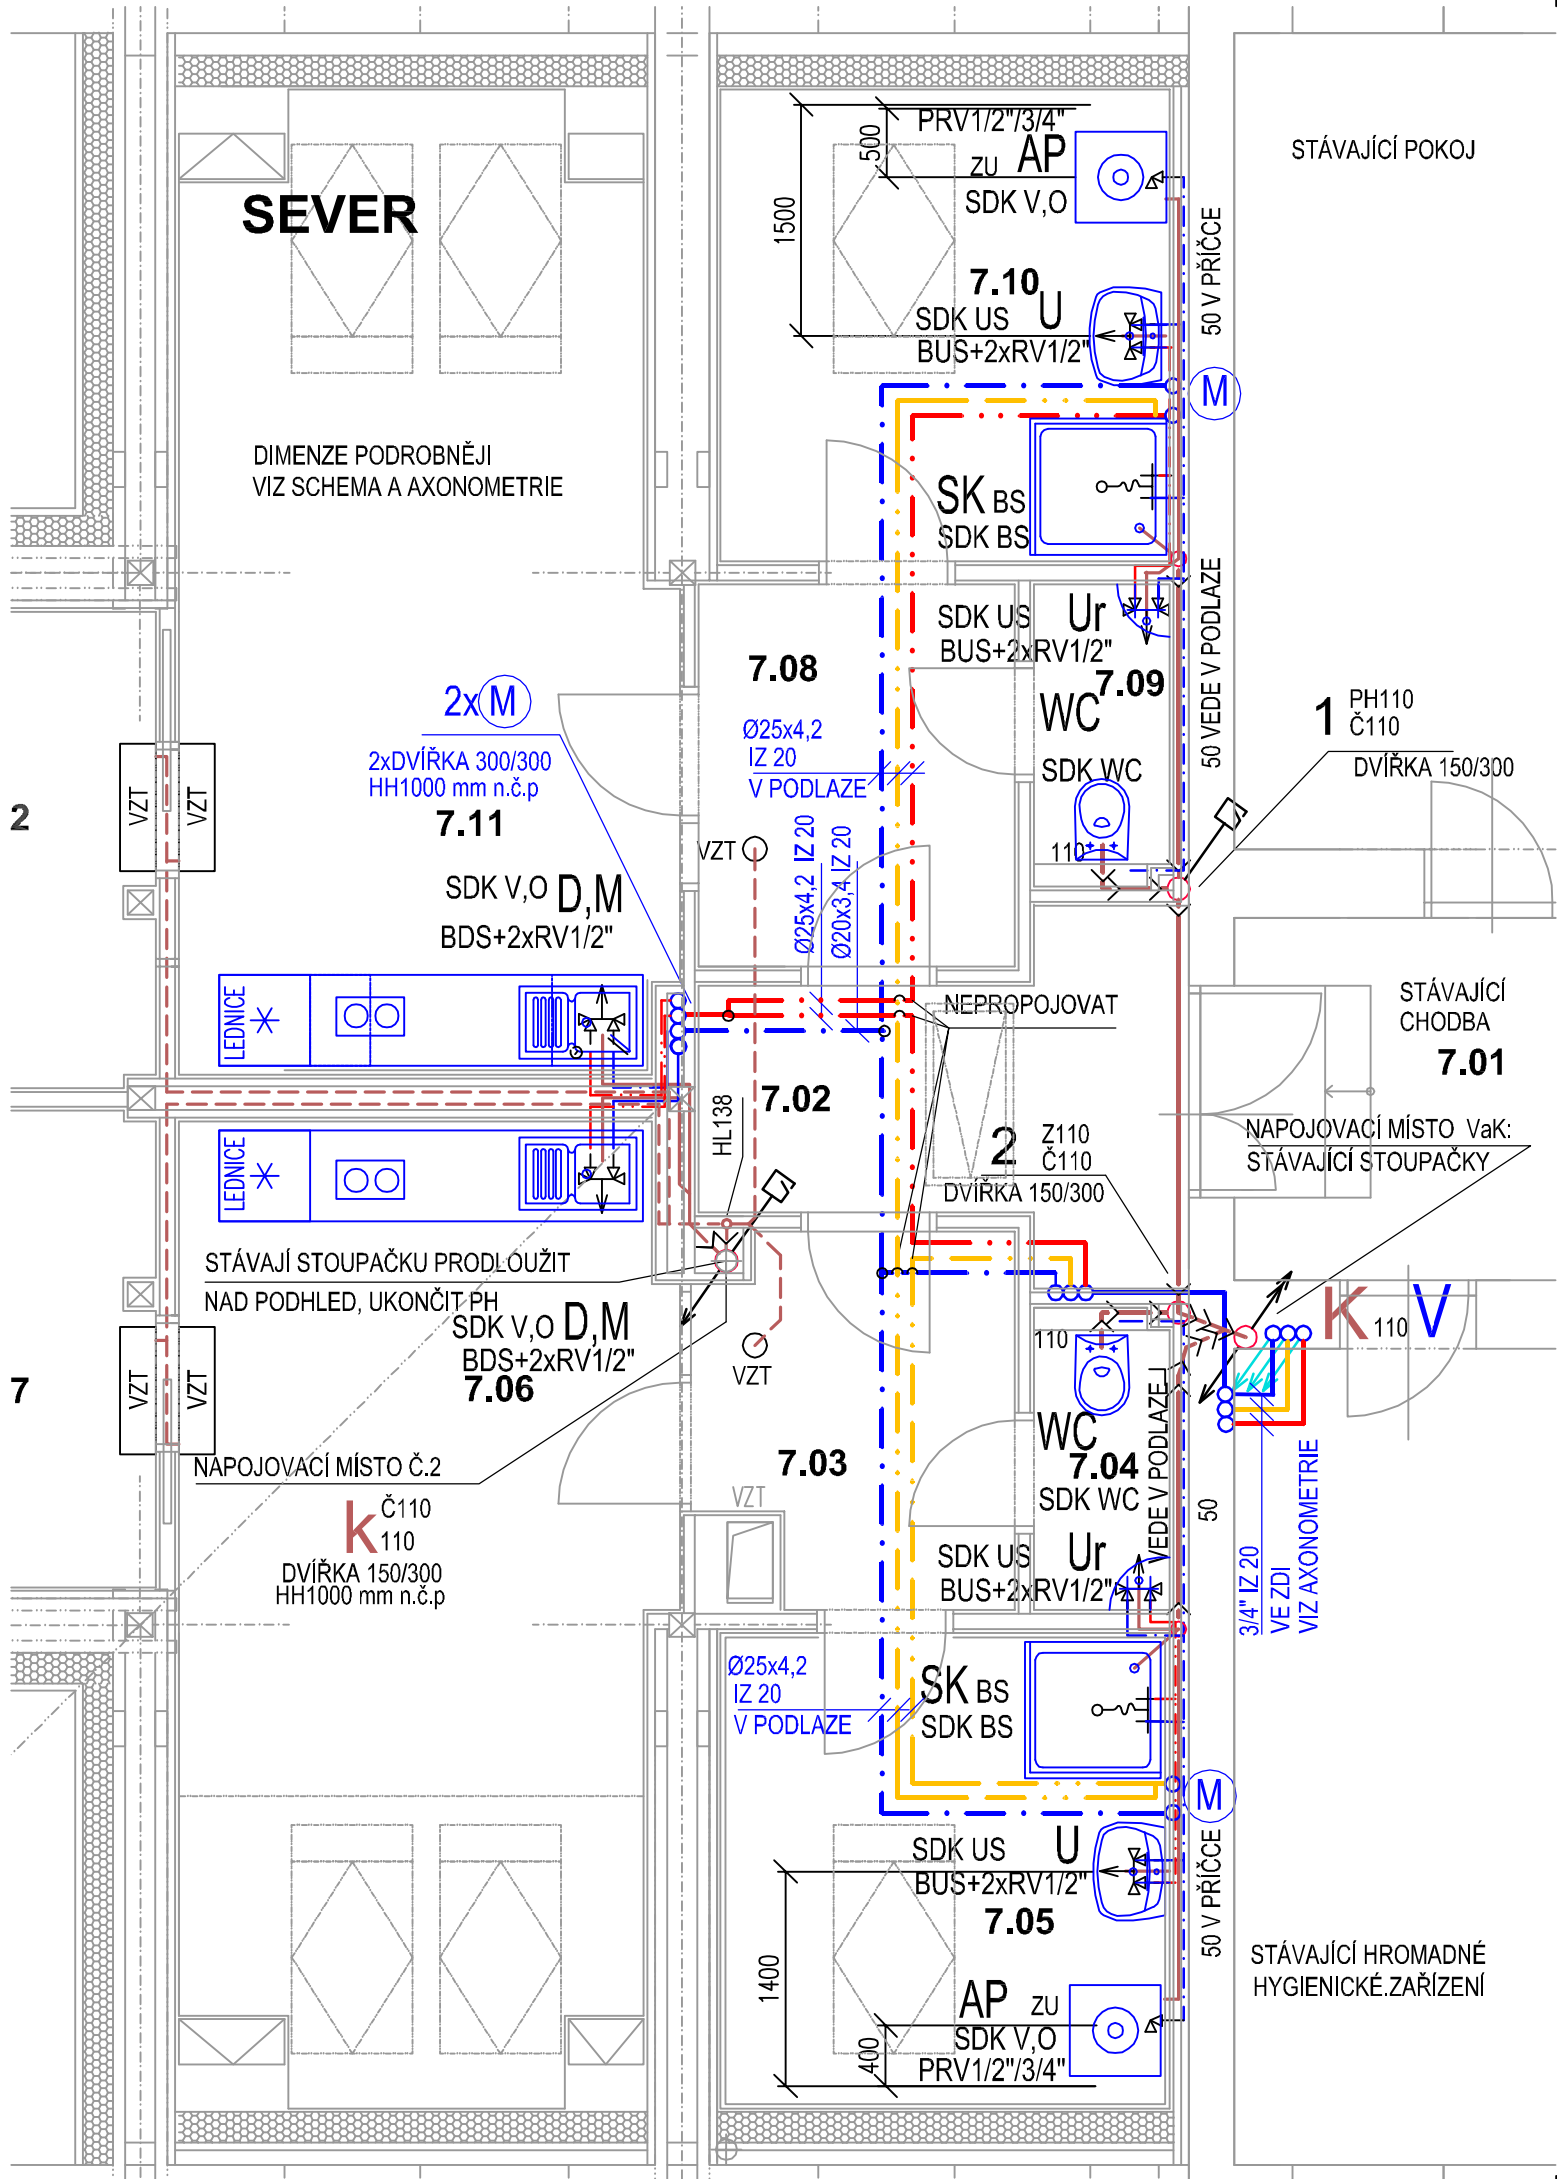 PRV1/2"/3/4"
500
ZU AP
SDK V,O
1500
STÁVAJÍCÍ POKOJ
SEVER
50 V PŘÍČCE
7.10
SDK US U
BUS+2xRV1/2"
M
DIMENZE PODROBNĚJI
VIZ SCHEMA A AXONOMETRIE
SK BS
SDK BS
SDK US Ur
BUS+2xRV1/2"
7.09
7.08
50 VEDE V PODLAZE
2x M
2xDVÍŘKA 300/300
HH1000 mm n.č.p
7.11
Ø25x4,2
IZ 20
V PODLAZE
WC
SDK WC
110
1 PH110
Č110
DVÍŘKA 150/300
2
VZT
VZT
VZT
Ø25x4,2 IZ 20
Ø20x3,4 IZ 20
SDK V,O D,M
BDS+2xRV1/2"
LEDNICE
NEPROPOJOVAT
STÁVAJÍCÍ
CHODBA
7.01
7.02
HL138
2 Z110
Č110
DVÍŘKA 150/300
NAPOJOVACÍ MÍSTO VaK:
STÁVAJÍCÍ STOUPAČKY
LEDNICE
STÁVAJÍ STOUPAČKU PRODLOUŽIT
NAD PODHLED, UKONČIT PH
SDK V,O D,M
BDS+2xRV1/2"
7.06
VZT
K 110 V
110
7
VZT
VZT
NAPOJOVACÍ MÍSTO Č.2
k Č110
110
DVÍŘKA 150/300
HH1000 mm n.č.p
7.03
VZT
WC
7.04
SDK WC
VEDE V PODLAZE
50
SDK US Ur
BUS+2xRV1/2"
3/4" IZ 20
VE ZDI
VIZ AXONOMETRIE
Ø25x4,2
IZ 20
V PODLAZE
SK BS
SDK BS
M
SDK US U
BUS+2xRV1/2"
7.05
50 V PŘÍČCE
1400
AP ZU
SDK V,O
PRV1/2"/3/4"
400
STÁVAJÍCÍ HROMADNÉ
HYGIENICKÉ.ZAŘÍZENÍ